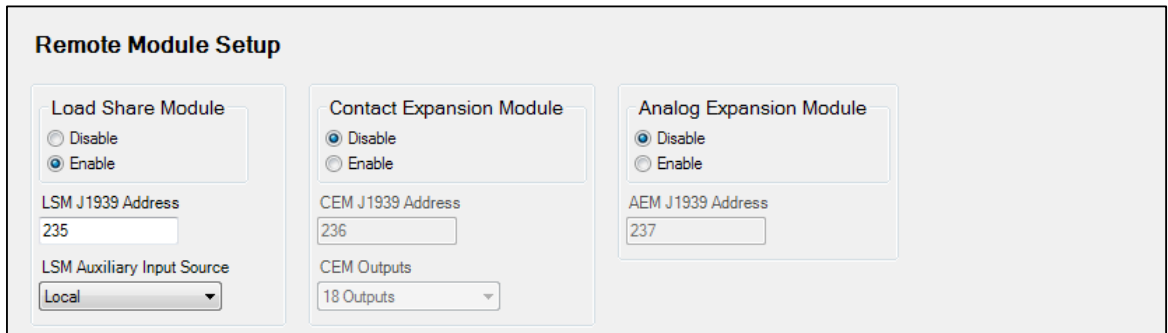 Remote Module Setup
Load Share Module
Disable
Enable
LSM J1939 Address
235
LSM Auxiliary Input Source
Local
Contact Expansion Module
Disable
Enable
CEM J1939 Address
236
CEM Outputs
18 Outputs
Analog Expansion Module
Disable
Enable
AEM J1939 Address
237